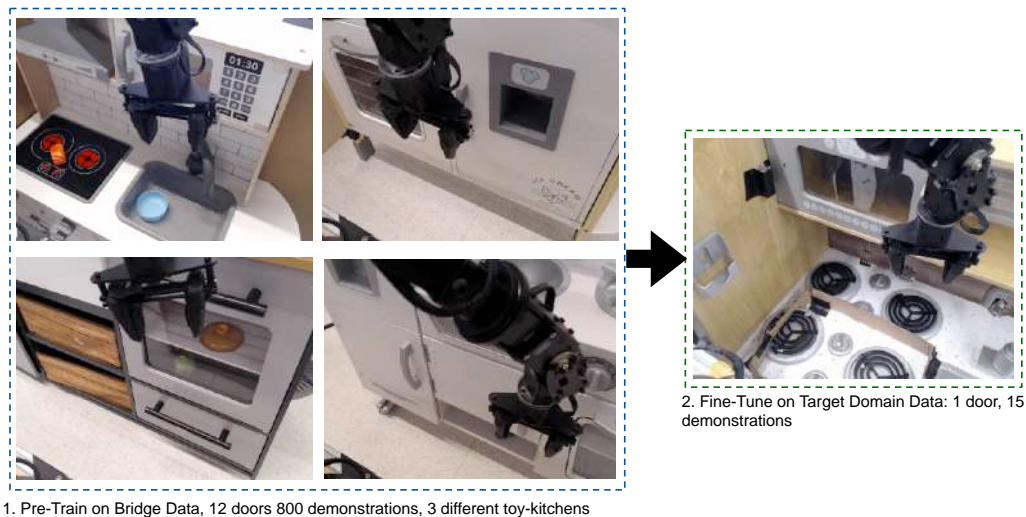 01:30
2. Fine-Tune on Target Domain Data: 1 door, 15
demonstrations
1. Pre-Train on Bridge Data, 12 doors 800 demonstrations, 3 different toy-kitchens